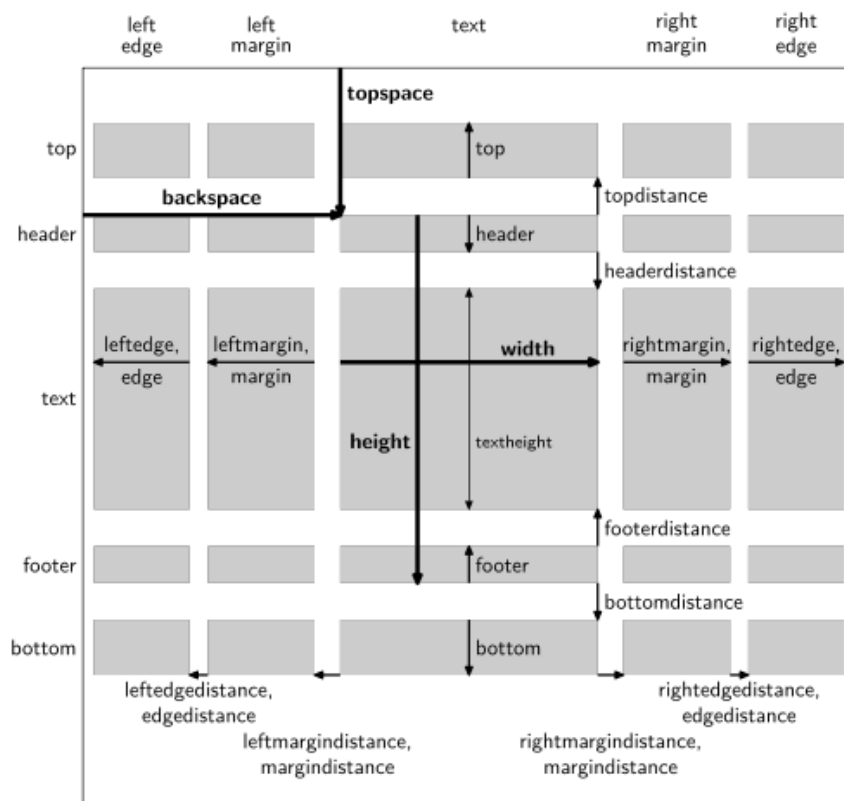 left
edge
left
margin
text
right
margin
right
edge
topspace
top
top
backspace
topdistance
header
header
headerdistance
leftedge,
edge
leftmargin,
margin
width
rightmargin,
margin
rightedge,
edge
text
height
textheight
footerdistance
footer
footer
bottomdistance
bottom
bottom
leftedgedistance,
edgedistance
rightedgedistance,
edgedistance
leftmargindistance,
margindistance
rightmargindistance,
margindistance